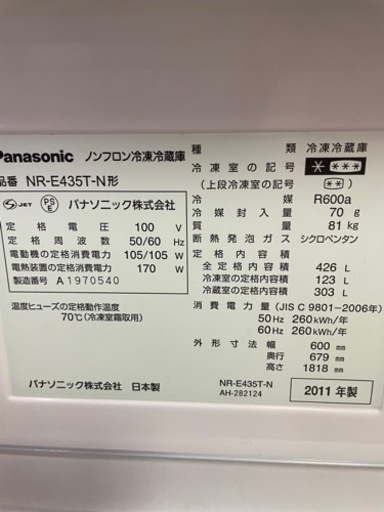 Panasonic ノンフロン冷凍冷蔵庫
品番 NR-E435T-N形
JET PSE パナソニック株式会社
定格電圧 100 V
定格周波数 50/60 Hz
電動機の定格消費電力 105/105 W
電熱装置の定格消費電力 170 W
製造番号 A 1970540
温度ヒューズの定格動作温度
70℃(冷凍室霜取用)
パナソニック株式会社 日本製
種類 冷凍冷蔵庫
冷凍室の記号 * ***
(上段冷凍室の記号 **)
冷媒 R600a
冷媒封入量 70 g
質量 81 kg
断熱発泡ガス シクロペンタン
定格内容積
全定格内容積 426 L
冷凍室の定格内容積 123 L
冷蔵室の定格内容積 303 L
消費電力量(JIS C 9801-2006年)
50Hz 260kWh/年
60Hz 260kWh/年
外形寸法 幅 600 mm
奥行 679 mm
高さ 1818 mm
NR-E435T-N
AH-282124
2011年製